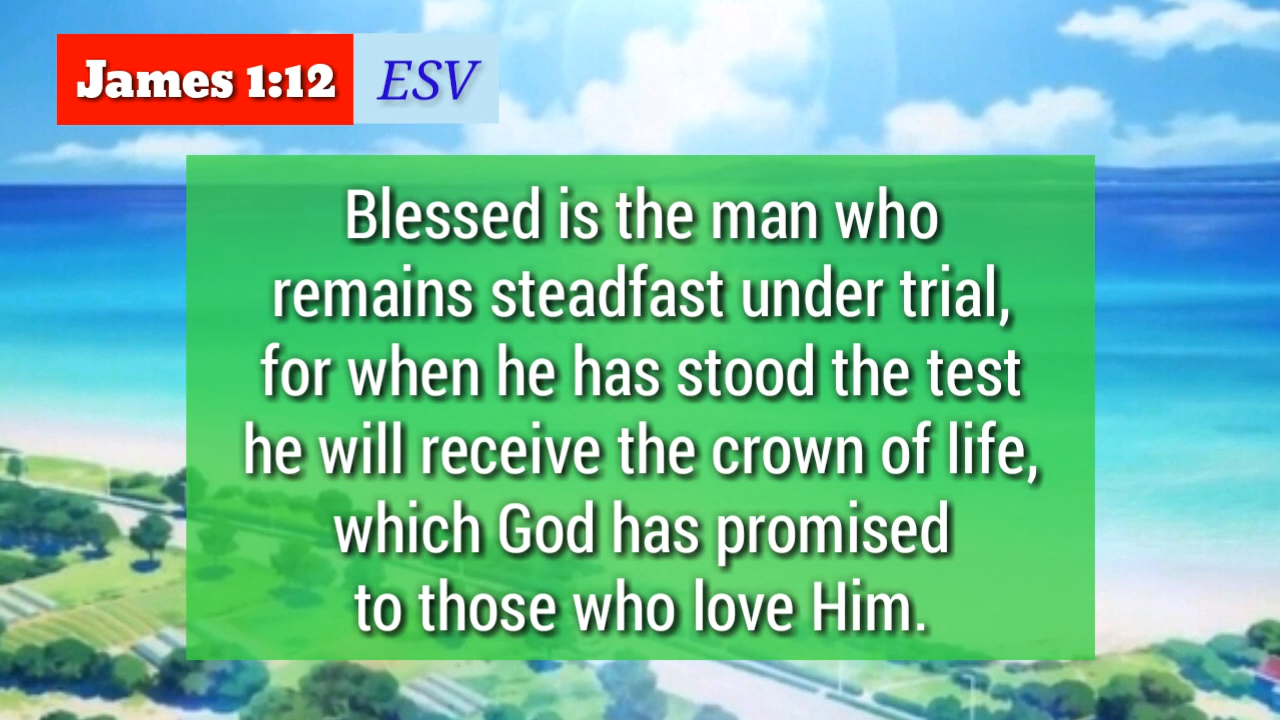 James 1:12 ESV
Blessed is the man who
remains steadfast under trial,
for when he has stood the test
he will receive the crown of life,
which God has promised
to those who love Him.